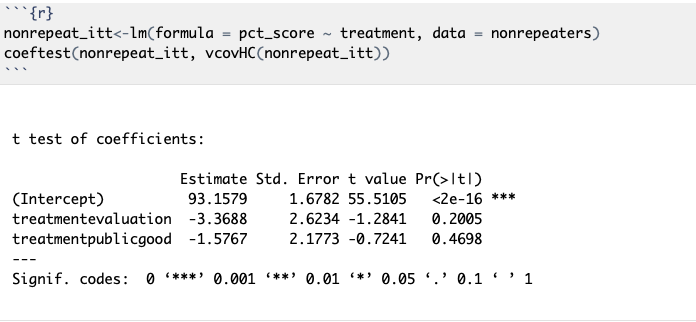 ```{r}
nonrepeat_itt<-lm(formula = pct_score ~ treatment, data = nonrepeaters)
coeftest(nonrepeat_itt, vcovHC(nonrepeat_itt))
```
t test of coefficients:
Estimate Std. Error t value Pr(>|t|)
(Intercept) 93.1579 1.6782 55.5105 <2e-16 ***
treatmentevaluation -3.3688 2.6234 -1.2841 0.2005
treatmentpublicgood -1.5767 2.1773 -0.7241 0.4698
---
Signif. codes: 0 ‘***’ 0.001 ‘**’ 0.01 ‘*’ 0.05 ‘.’ 0.1 ‘ ’ 1